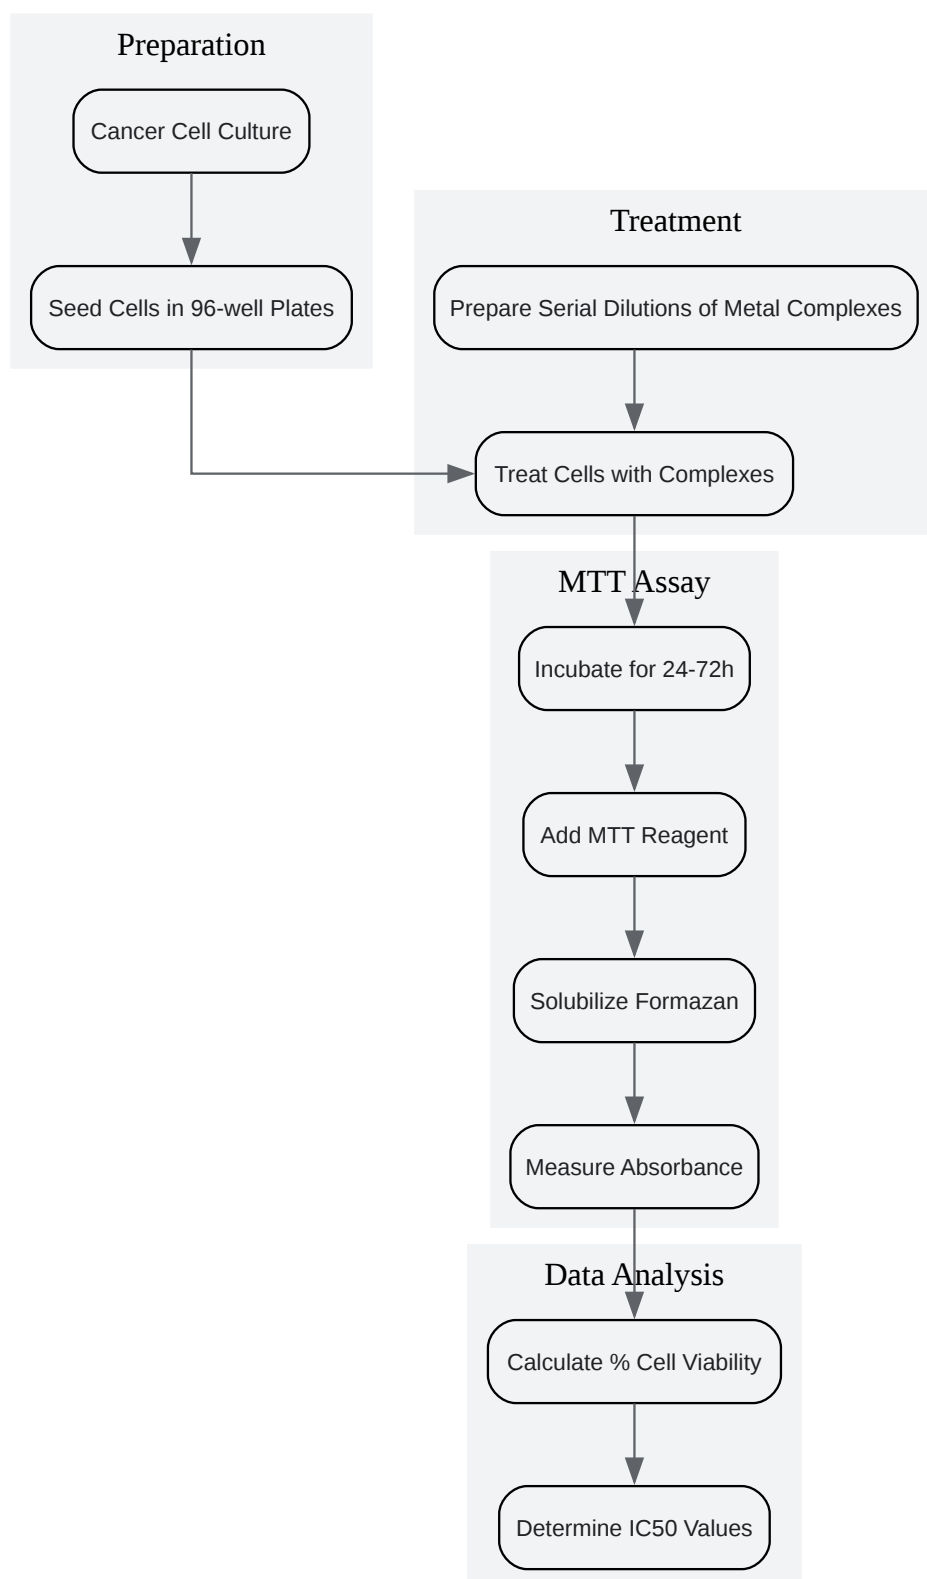 Preparation
Cancer Cell Culture
Seed Cells in 96-well Plates
Treatment
Prepare Serial Dilutions of Metal Complexes
Treat Cells with Complexes
MTT Assay
Incubate for 24-72h
Add MTT Reagent
Solubilize Formazan
Measure Absorbance
Data Analysis
Calculate % Cell Viability
Determine IC50 Values